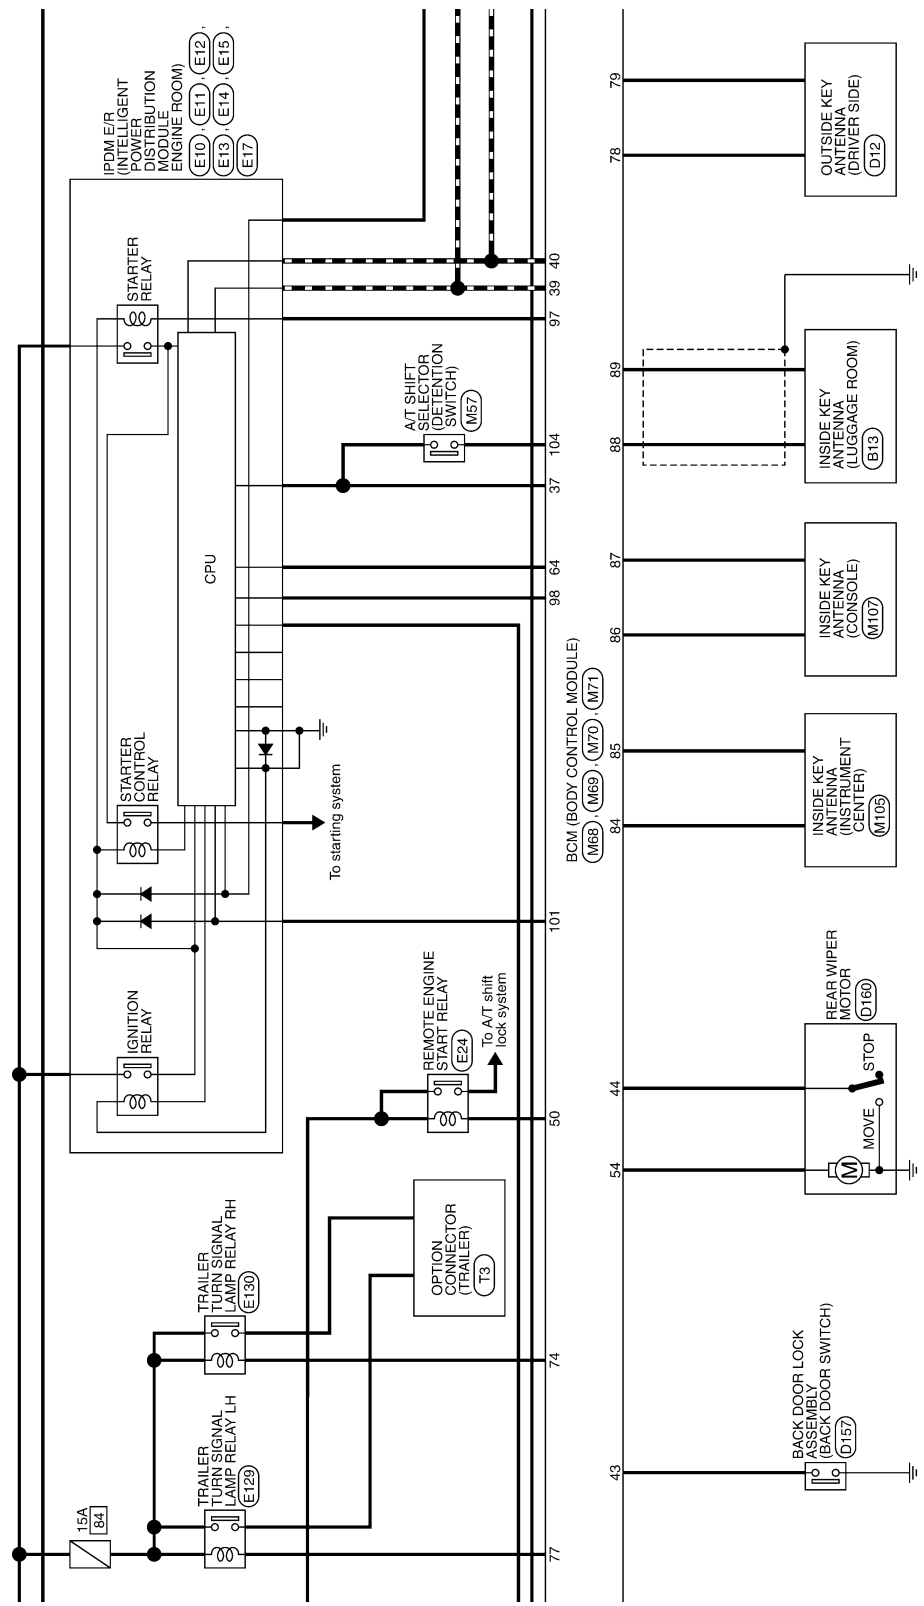 IPDM E/R
(INTELLIGENT
POWER
DISTRIBUTION
MODULE
ENGINE ROOM)
E10 , E11 , E12 ,
E13 , E14 , E15 ,
E17
15A
84
TRAILER
TURN SIGNAL
LAMP RELAY LH
E129
TRAILER
TURN SIGNAL
LAMP RELAY RH
E130
OPTION
CONNECTOR
(TRAILER)
T3
IGNITION
RELAY
REMOTE ENGINE
START RELAY
E24
To A/T shift
lock system
STARTER
CONTROL
RELAY
To starting system
CPU
STARTER
RELAY
A/T SHIFT
SELECTOR
(DETENTION
SWITCH)
M57
77
74
50
101
98
64
37
104
97
39
40
BCM (BODY CONTROL MODULE)
M68 , M69 , M70 , M71
43
54
44
84
85
86
87
88
89
78
79
BACK DOOR LOCK
ASSEMBLY
(BACK DOOR SWITCH)
D157
REAR WIPER
MOTOR
D160
M
MOVE
STOP
INSIDE KEY
ANTENNA
(INSTRUMENT
CENTER)
M105
INSIDE KEY
ANTENNA
(CONSOLE)
M107
INSIDE KEY
ANTENNA
(LUGGAGE ROOM)
B13
OUTSIDE KEY
ANTENNA
(DRIVER SIDE)
D12